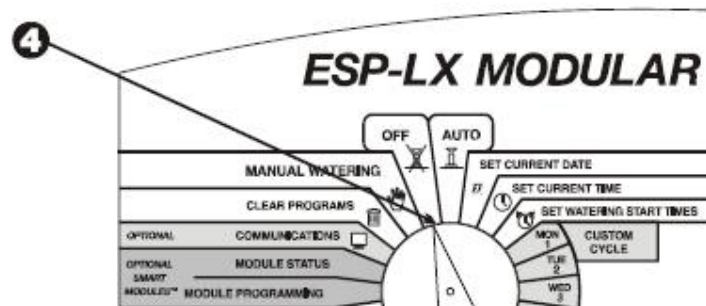 4
ESP-LX MODULAR
OFF
AUTO
MANUAL WATERING
SET CURRENT DATE
CLEAR PROGRAMS
SET CURRENT TIME
SET WATERING START TIMES
OPTIONAL
COMMUNICATIONS
MON
1
CUSTOM
CYCLE
OPTIONAL
SMART
MODULES™
MODULE STATUS
TUE
2
MODULE PROGRAMMING
WED
3